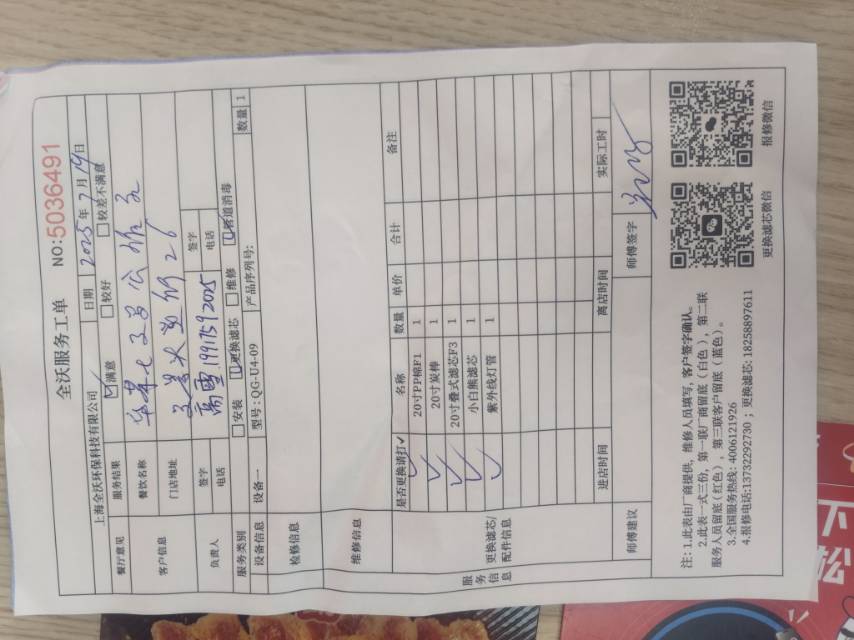 全沃服务工单 NO:5036491
上海全沃环保科技有限公司 日期 2025年7月19日
餐厅意见 服务结果 ☑满意 □较好 □较差不满意
客户信息 餐饮名称
门店地址
负责人 签字 高雪 签字
电话 19917592025 电话
服务类别 □安装 ☑更换滤芯 □维修 ☑管道消毒
设备信息 设备一 型号:QG-U4-09 产品序列号: 数量 1
检修信息
维修信息
服务信息 更换滤芯/配件信息 是否更换请打✓ 名称 数量 单价 合计 备注
✓ 20寸PP棉F1 1
✓ 20寸炭棒 1
✓ 20寸叠式滤芯F3 1
✓ 小白熊滤芯 1
✓ 紫外线灯管 1
进店时间 离店时间 实际工时
师傅建议 师傅签字
注:1.此表由厂商提供,维修人员填写,客户签字确认。
2.此表一式三份,第一联厂商留底(白色),第二联
服务人员留底(红色),第三联客户留底(蓝色)。
3.全国服务热线:4006121926
4.报修电话:13732292730;更换滤芯:18258897611
更换滤芯微信 报修微信